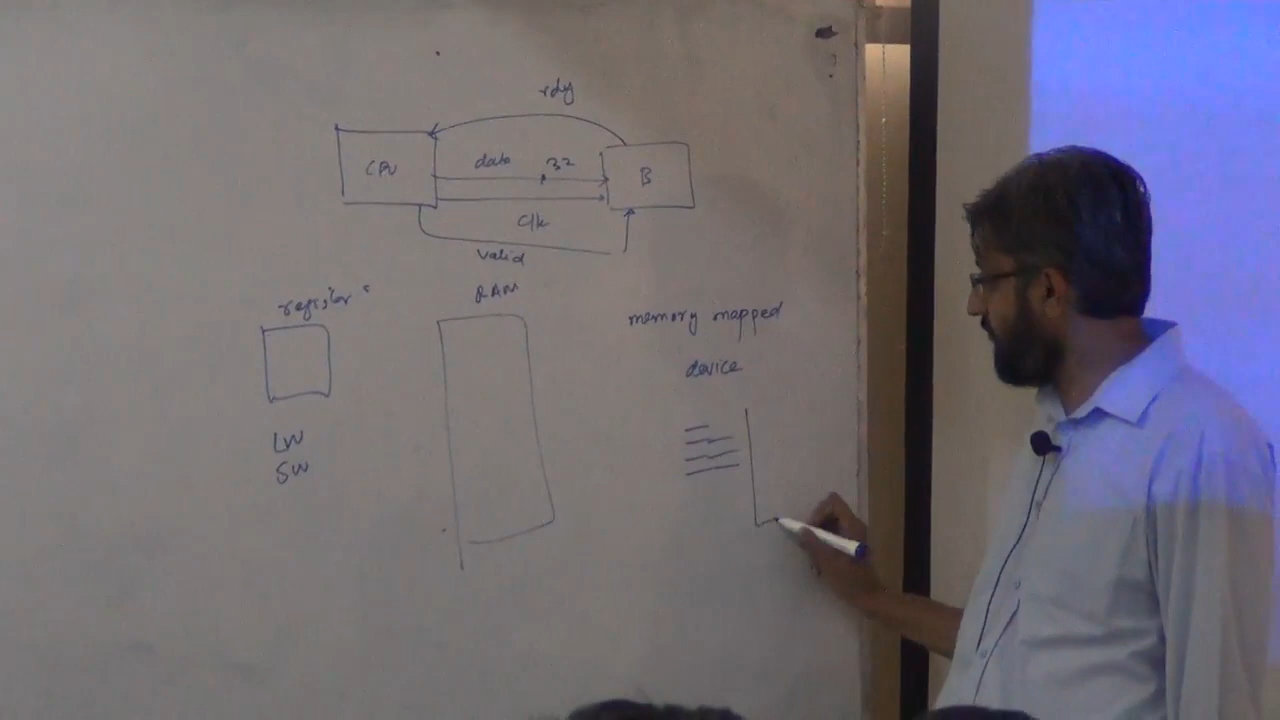 rdy
CPU
data
32
B
Clk
valid
register
RAM
memory mapped
device
LW
SW